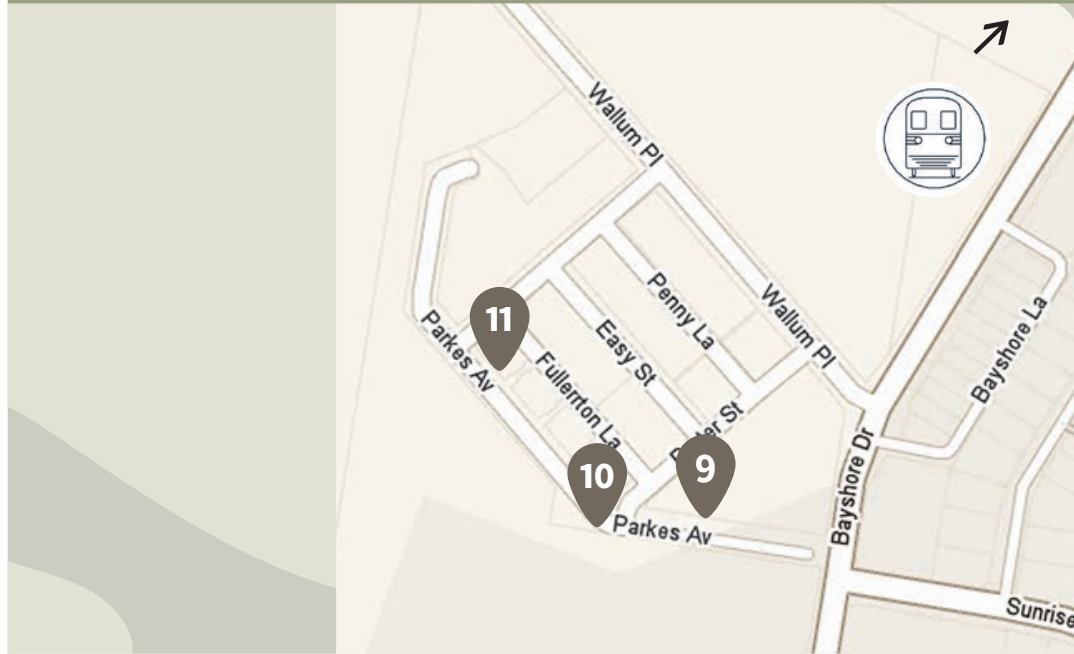 Wallum Pl
Penny La
Wallum Pl
11
Parkes Av
Easy St
Fullerrton La
Bayshore La
9
10
Parkes Av
Bayshore Dr
Sunrise